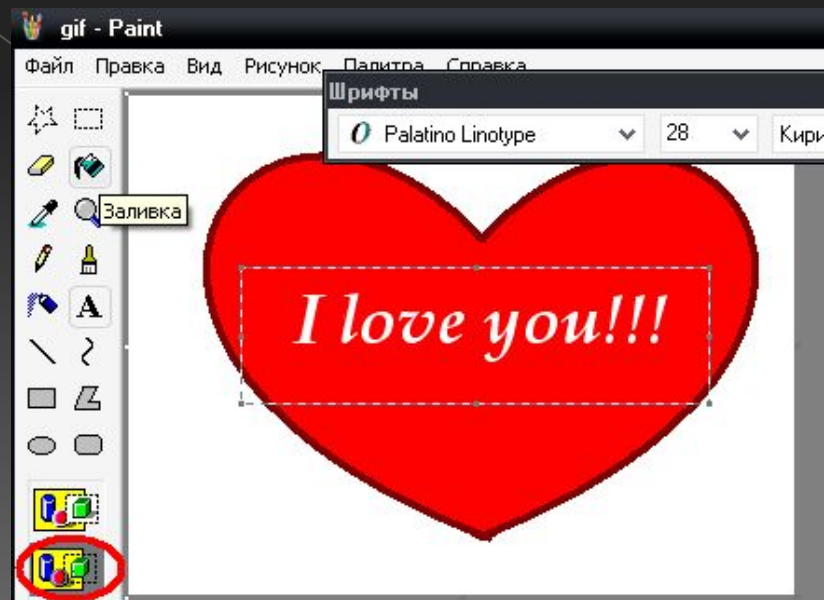 gif - Paint
Файл Правка Вид Рисунок Палитра Справка
Шрифты
O Palatino Linotype 28 Кири
Заливка
A
I love you!!!